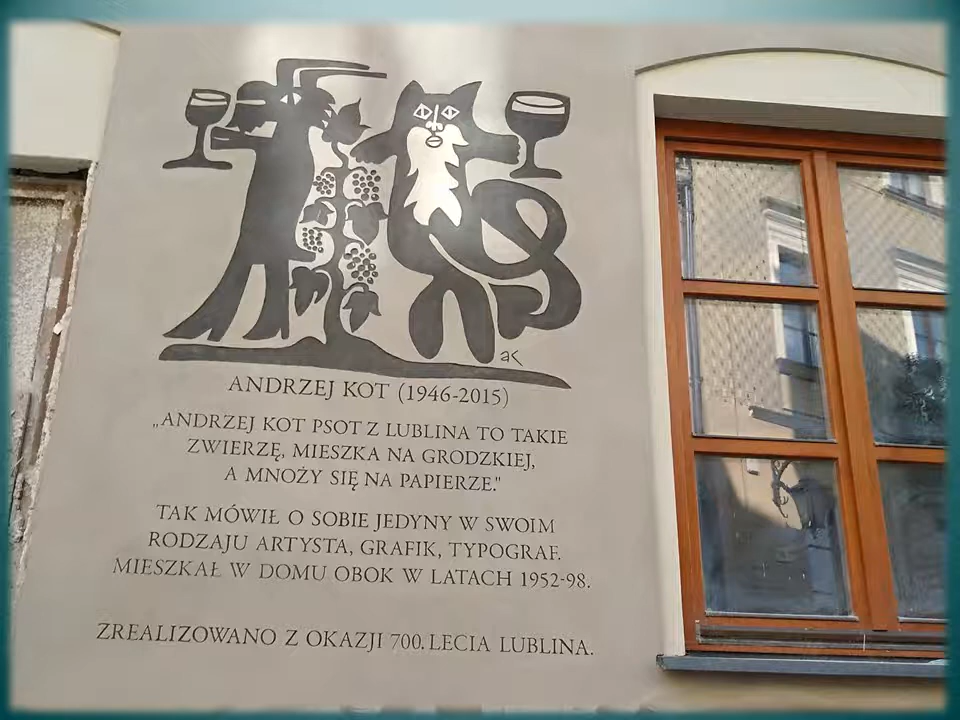 aK
ANDRZEJ KOT (1946-2015)
„ANDRZEJ KOT PSOT Z LUBLINA TO TAKIE
ZWIERZĘ, MIESZKA NA GRODZKIEJ,
A MNOŻY SIĘ NA PAPIERZE."
TAK MÓWIŁ O SOBIE JEDYNY W SWOIM
RODZAJU ARTYSTA, GRAFIK, TYPOGRAF.
MIESZKAŁ W DOMU OBOK W LATACH 1952-98.
ZREALIZOWANO Z OKAZJI 700.LECIA LUBLINA.